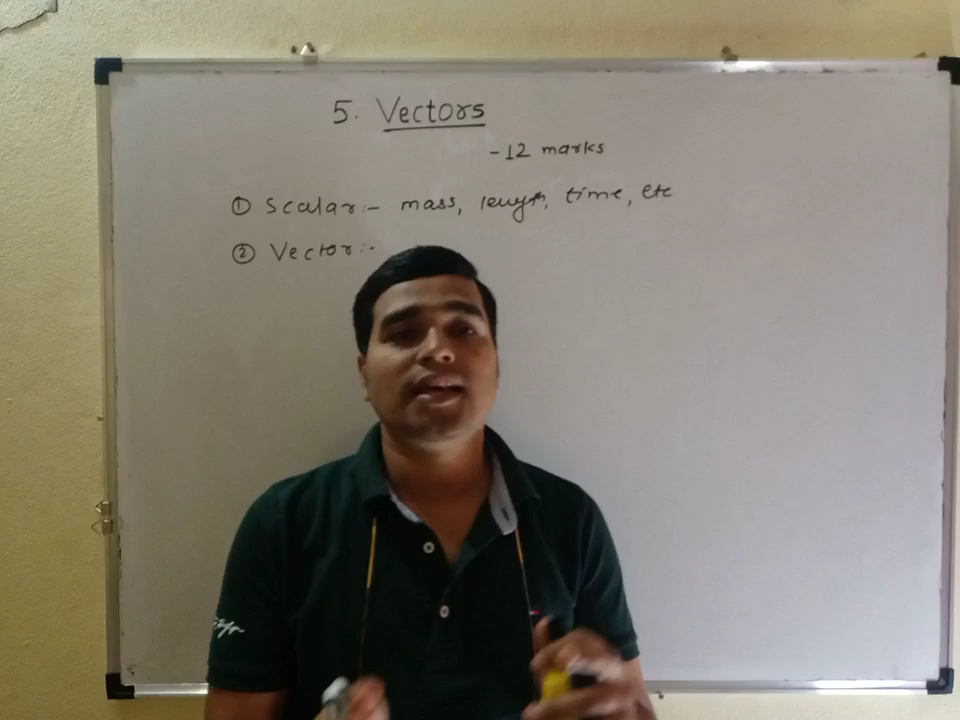 5. Vectors
- 12 marks
① Scalar :- mass, length, time, etc
② Vector :-